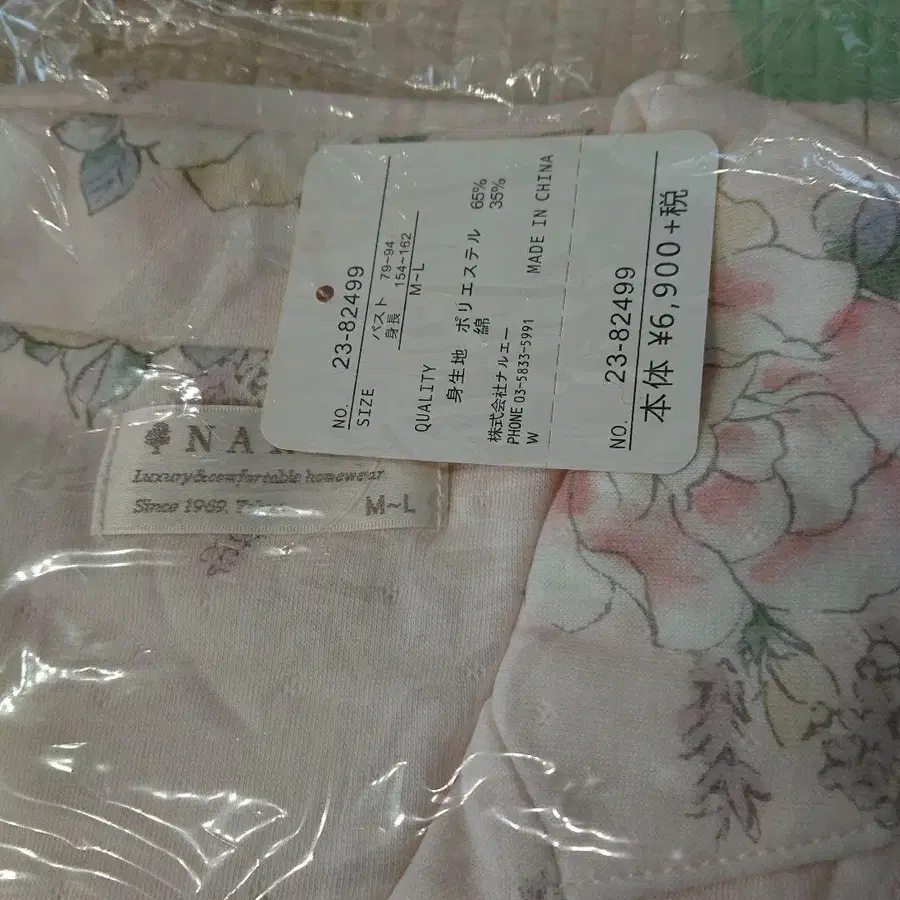 NO. 23-82499
SIZE バスト 79~94
身長 154~162
M~L
QUALITY
身生地 ポリエステル 65%
綿 35%
株式会社ナルエー
PHONE 03-5833-5991
W MADE IN CHINA
NO. 23-82499
本体 ¥6,900+税
NA
Luxury&comfortable homewear
Since 1969.
M~L